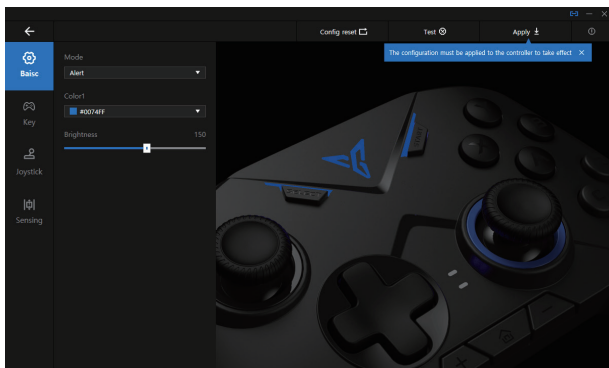 Config reset
Test
Apply
The configuration must be applied to the controller to take effect
Baisc
Key
Joystick
Sensing
Mode
Alert
Color1
#0074FF
Brightness 150